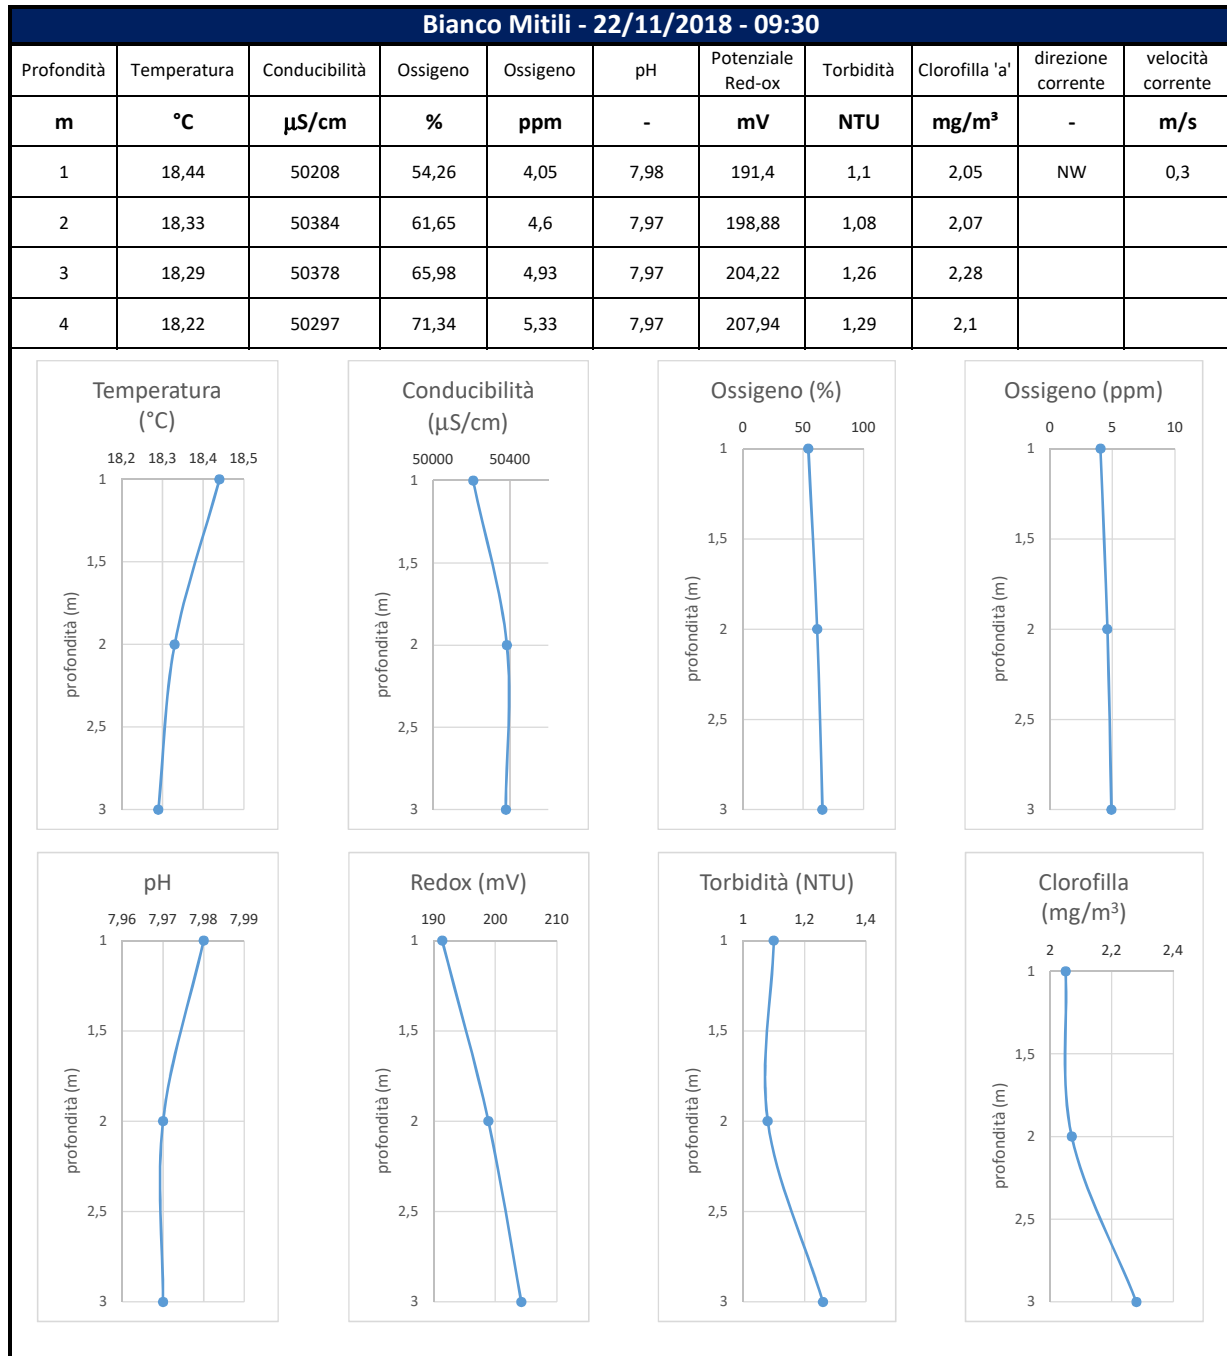 Bianco Mitili - 22/11/2018 - 09:30
Profondità Temperatura Conducibilità Ossigeno Ossigeno pH Potenziale Red-ox Torbidità Clorofilla 'a' direzione corrente velocità corrente
m °C µS/cm % ppm - mV NTU mg/m³ - m/s
1 18,44 50208 54,26 4,05 7,98 191,4 1,1 2,05 NW 0,3
2 18,33 50384 61,65 4,6 7,97 198,88 1,08 2,07
3 18,29 50378 65,98 4,93 7,97 204,22 1,26 2,28
4 18,22 50297 71,34 5,33 7,97 207,94 1,29 2,1
Temperatura
(°C)
18,2 18,3 18,4 18,5
1
1,5
2
2,5
3
profondità (m)
Conducibilità
(µS/cm)
50000 50400
1
1,5
2
2,5
3
profondità (m)
Ossigeno (%)
0 50 100
1
1,5
2
2,5
3
profondità (m)
Ossigeno (ppm)
0 5 10
1
1,5
2
2,5
3
profondità (m)
pH
7,96 7,97 7,98 7,99
1
1,5
2
2,5
3
profondità (m)
Redox (mV)
190 200 210
1
1,5
2
2,5
3
profondità (m)
Torbidità (NTU)
1 1,2 1,4
1
1,5
2
2,5
3
profondità (m)
Clorofilla
(mg/m³)
2 2,2 2,4
1
1,5
2
2,5
3
profondità (m)